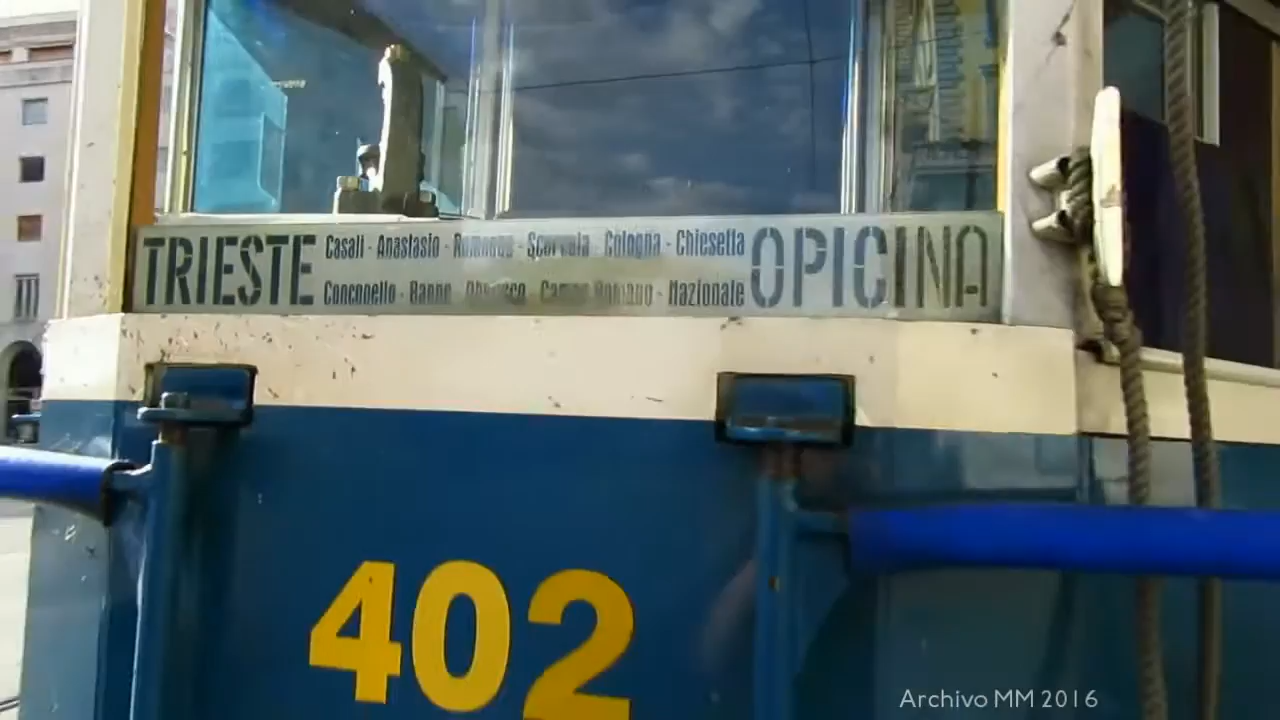 TRIESTE Casali - Anastasio - Romagna - Scorcola - Cologna - Chiesetta OPICINA
Conconello - Banne - Obelisco - Campo Romano - Nazionale
402
Archivo MM 2016